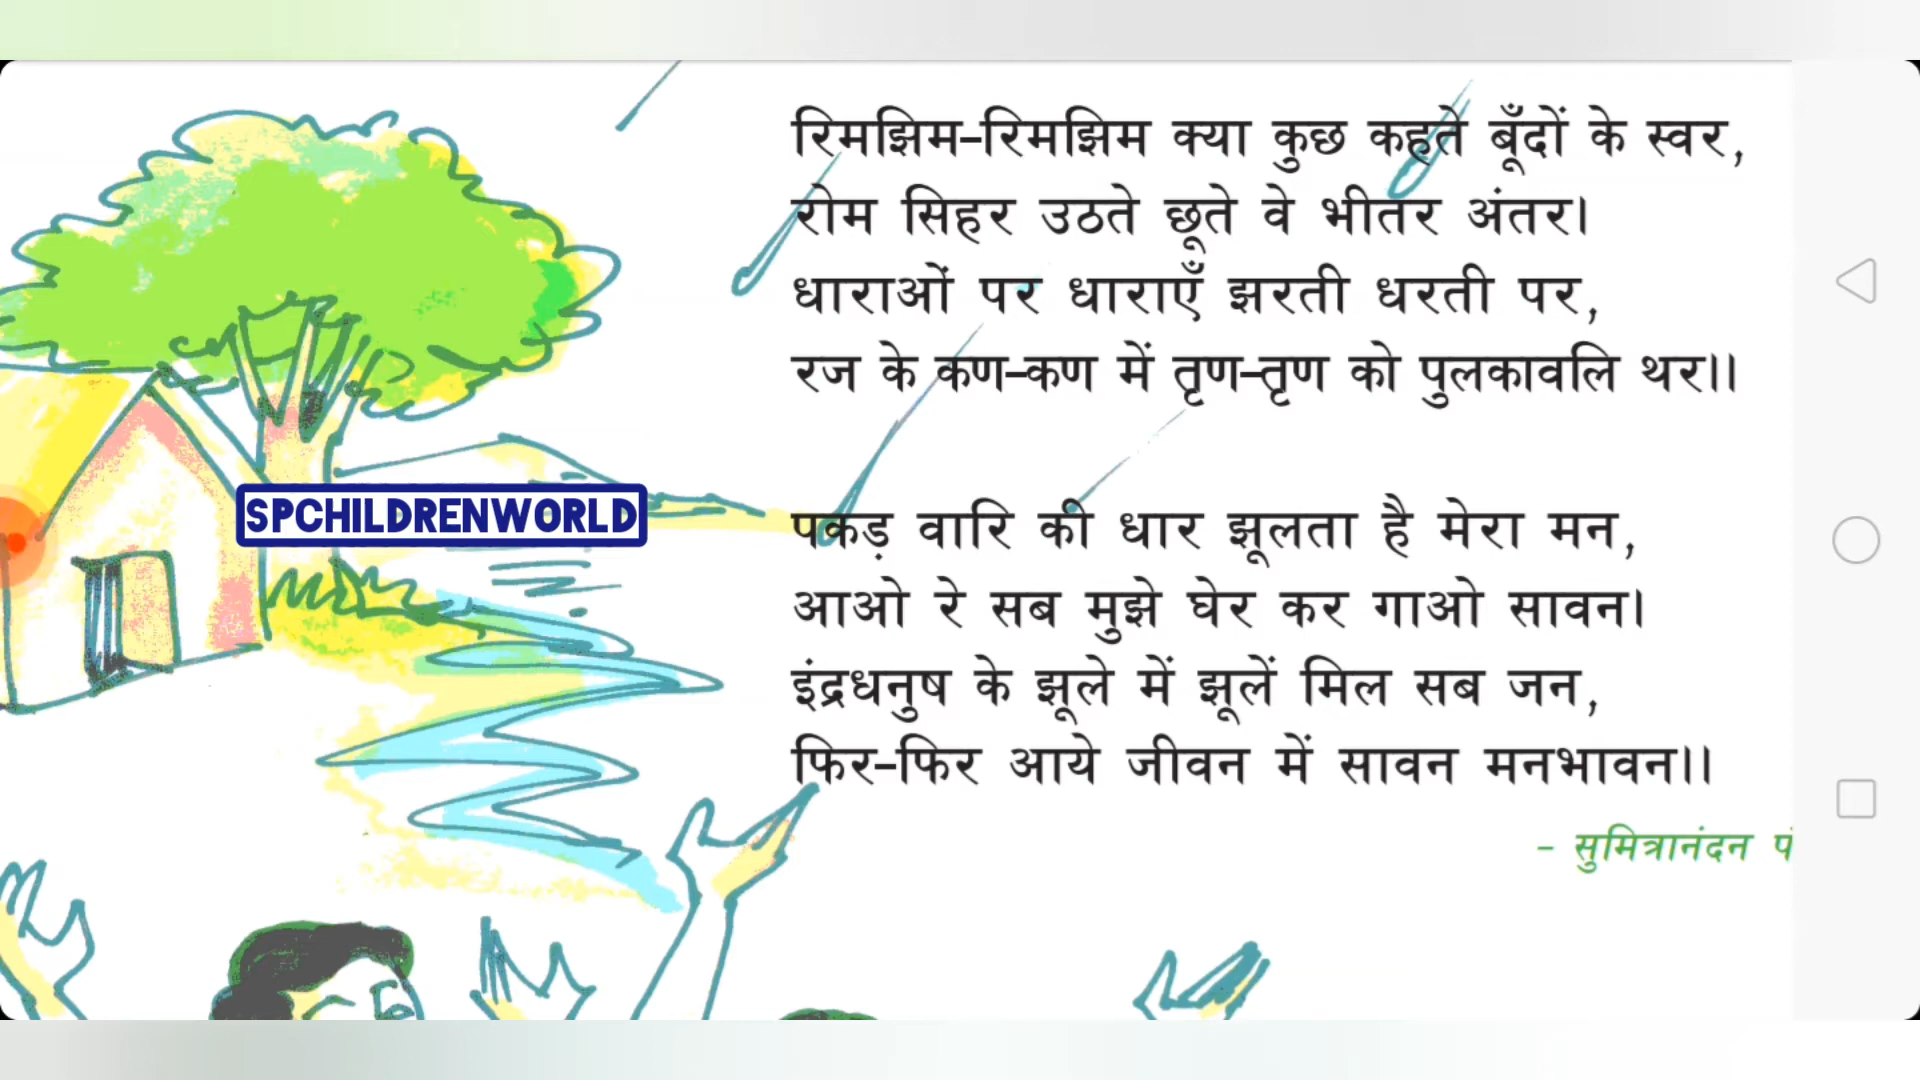 रिमझिम-रिमझिम क्या कुछ कहते बूँदों के स्वर,
रोम सिहर उठते छूते वे भीतर अंतर।
धाराओं पर धाराएँ झरती धरती पर,
रज के कण-कण में तृण-तृण को पुलकावलि थर।।
पकड़ वारि की धार झूलता है मेरा मन,
आओ रे सब मुझे घेर कर गाओ सावन।
इंद्रधनुष के झूले में झूलें मिल सब जन,
फिर-फिर आये जीवन में सावन मनभावन।।
- सुमित्रानंदन
SPCHILDRENWORLD